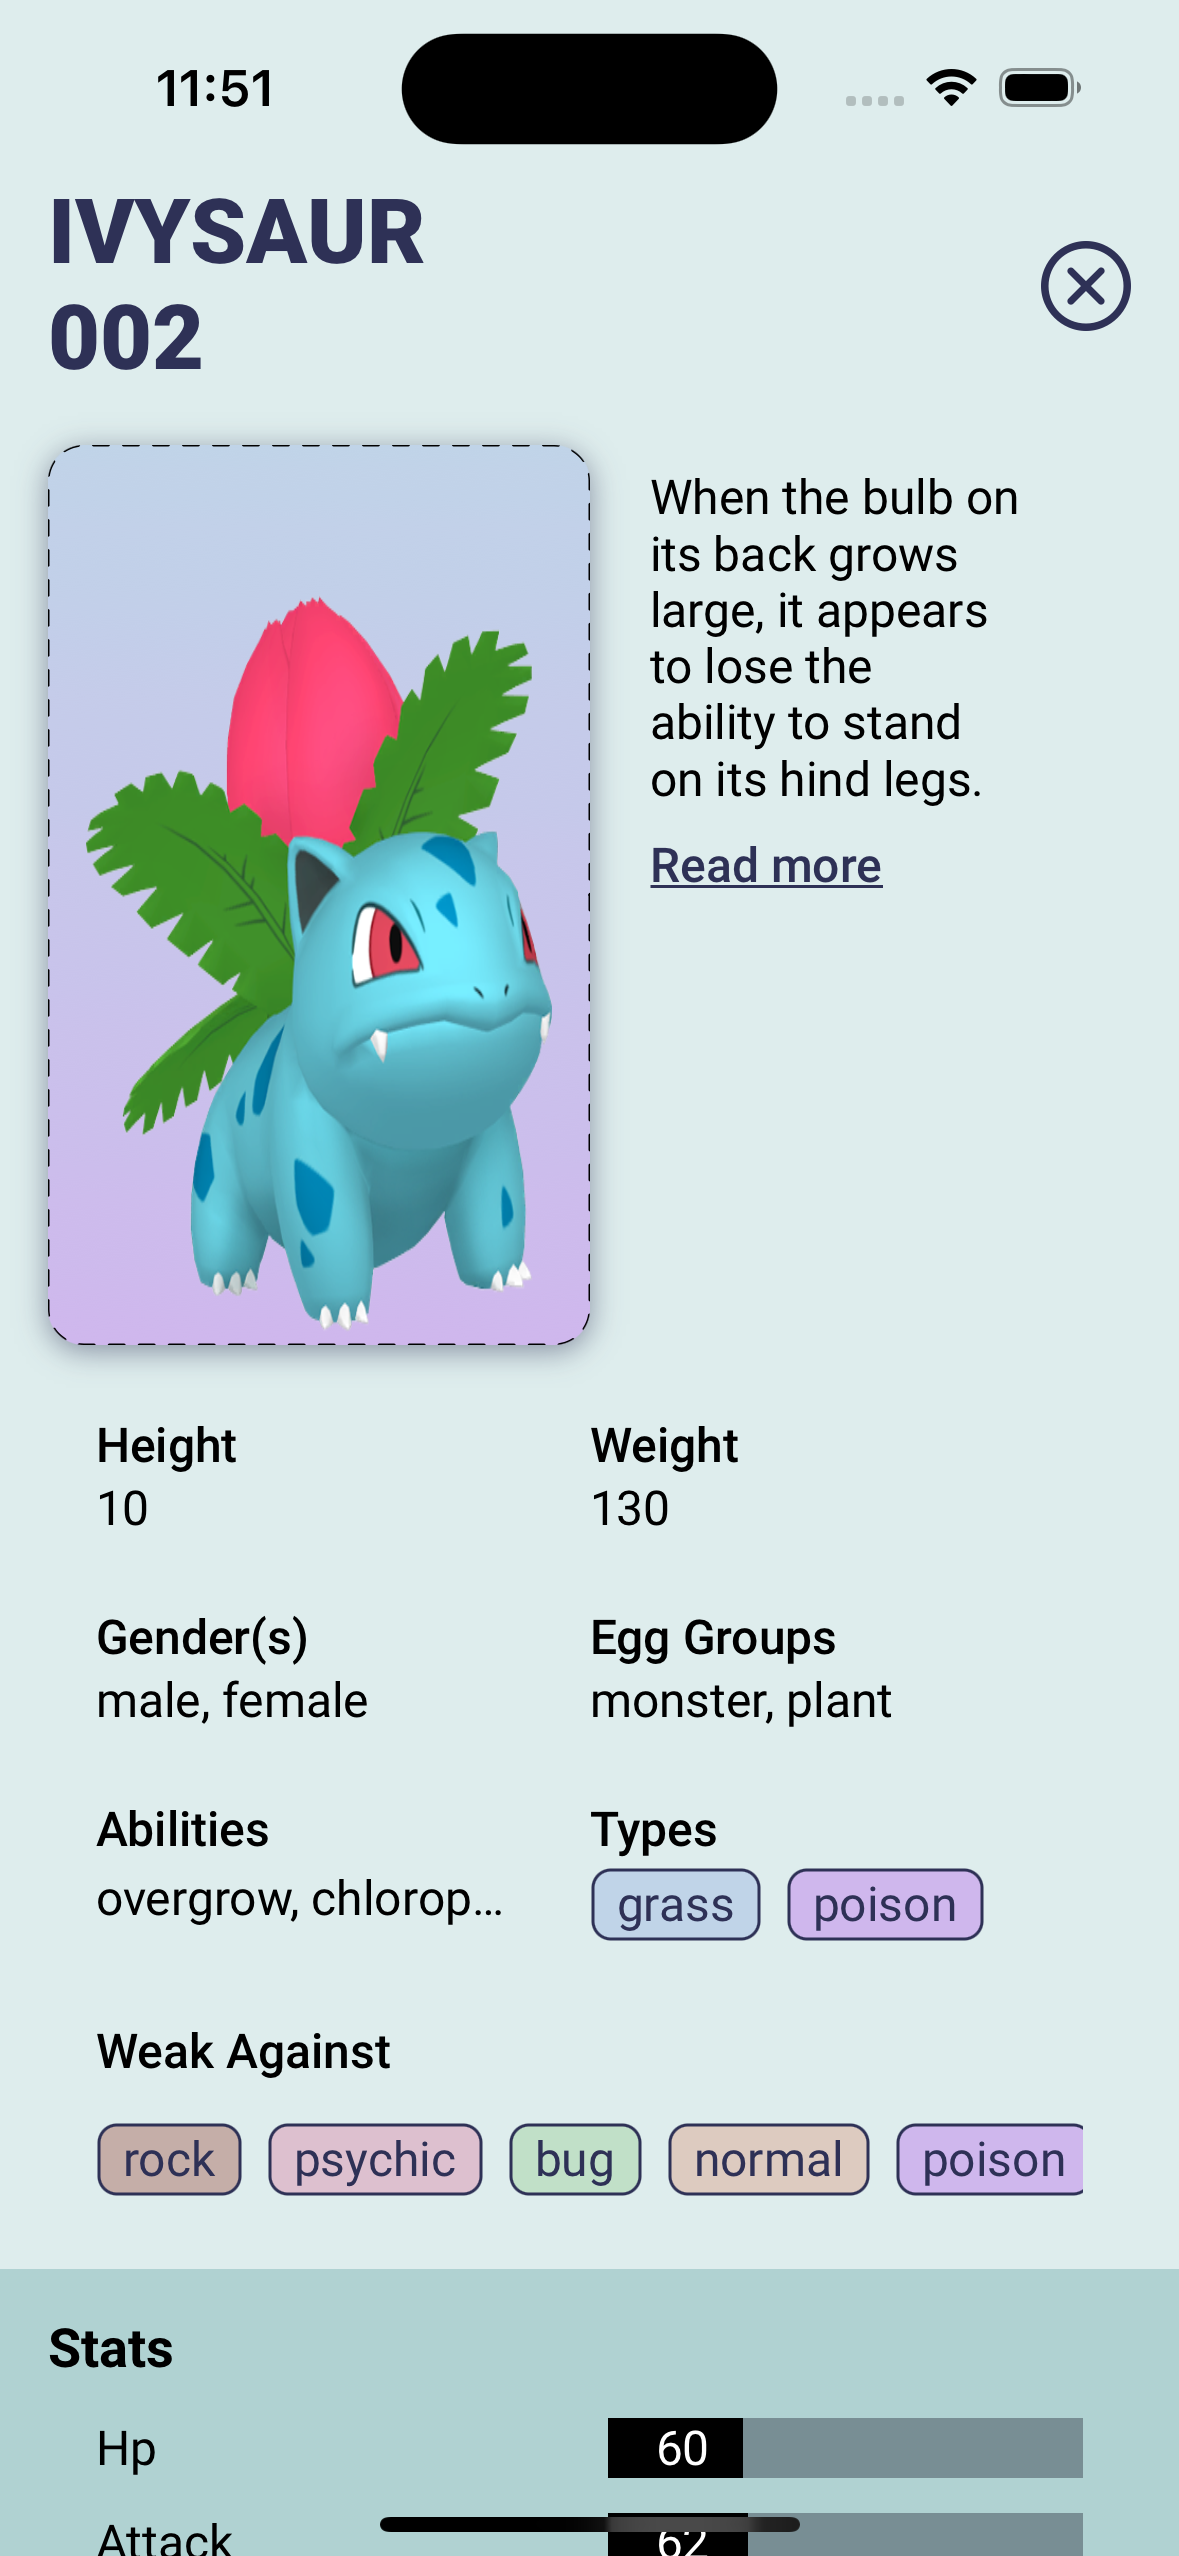 11:51
IVYSAUR
002
When the bulb on
its back grows
large, it appears
to lose the
ability to stand
on its hind legs.
Read more
Height
10
Weight
130
Gender(s)
male, female
Egg Groups
monster, plant
Abilities
overgrow, chlorop...
Types
grass poison
Weak Against
rock psychic bug normal poison
Stats
Hp 60
Attack 62